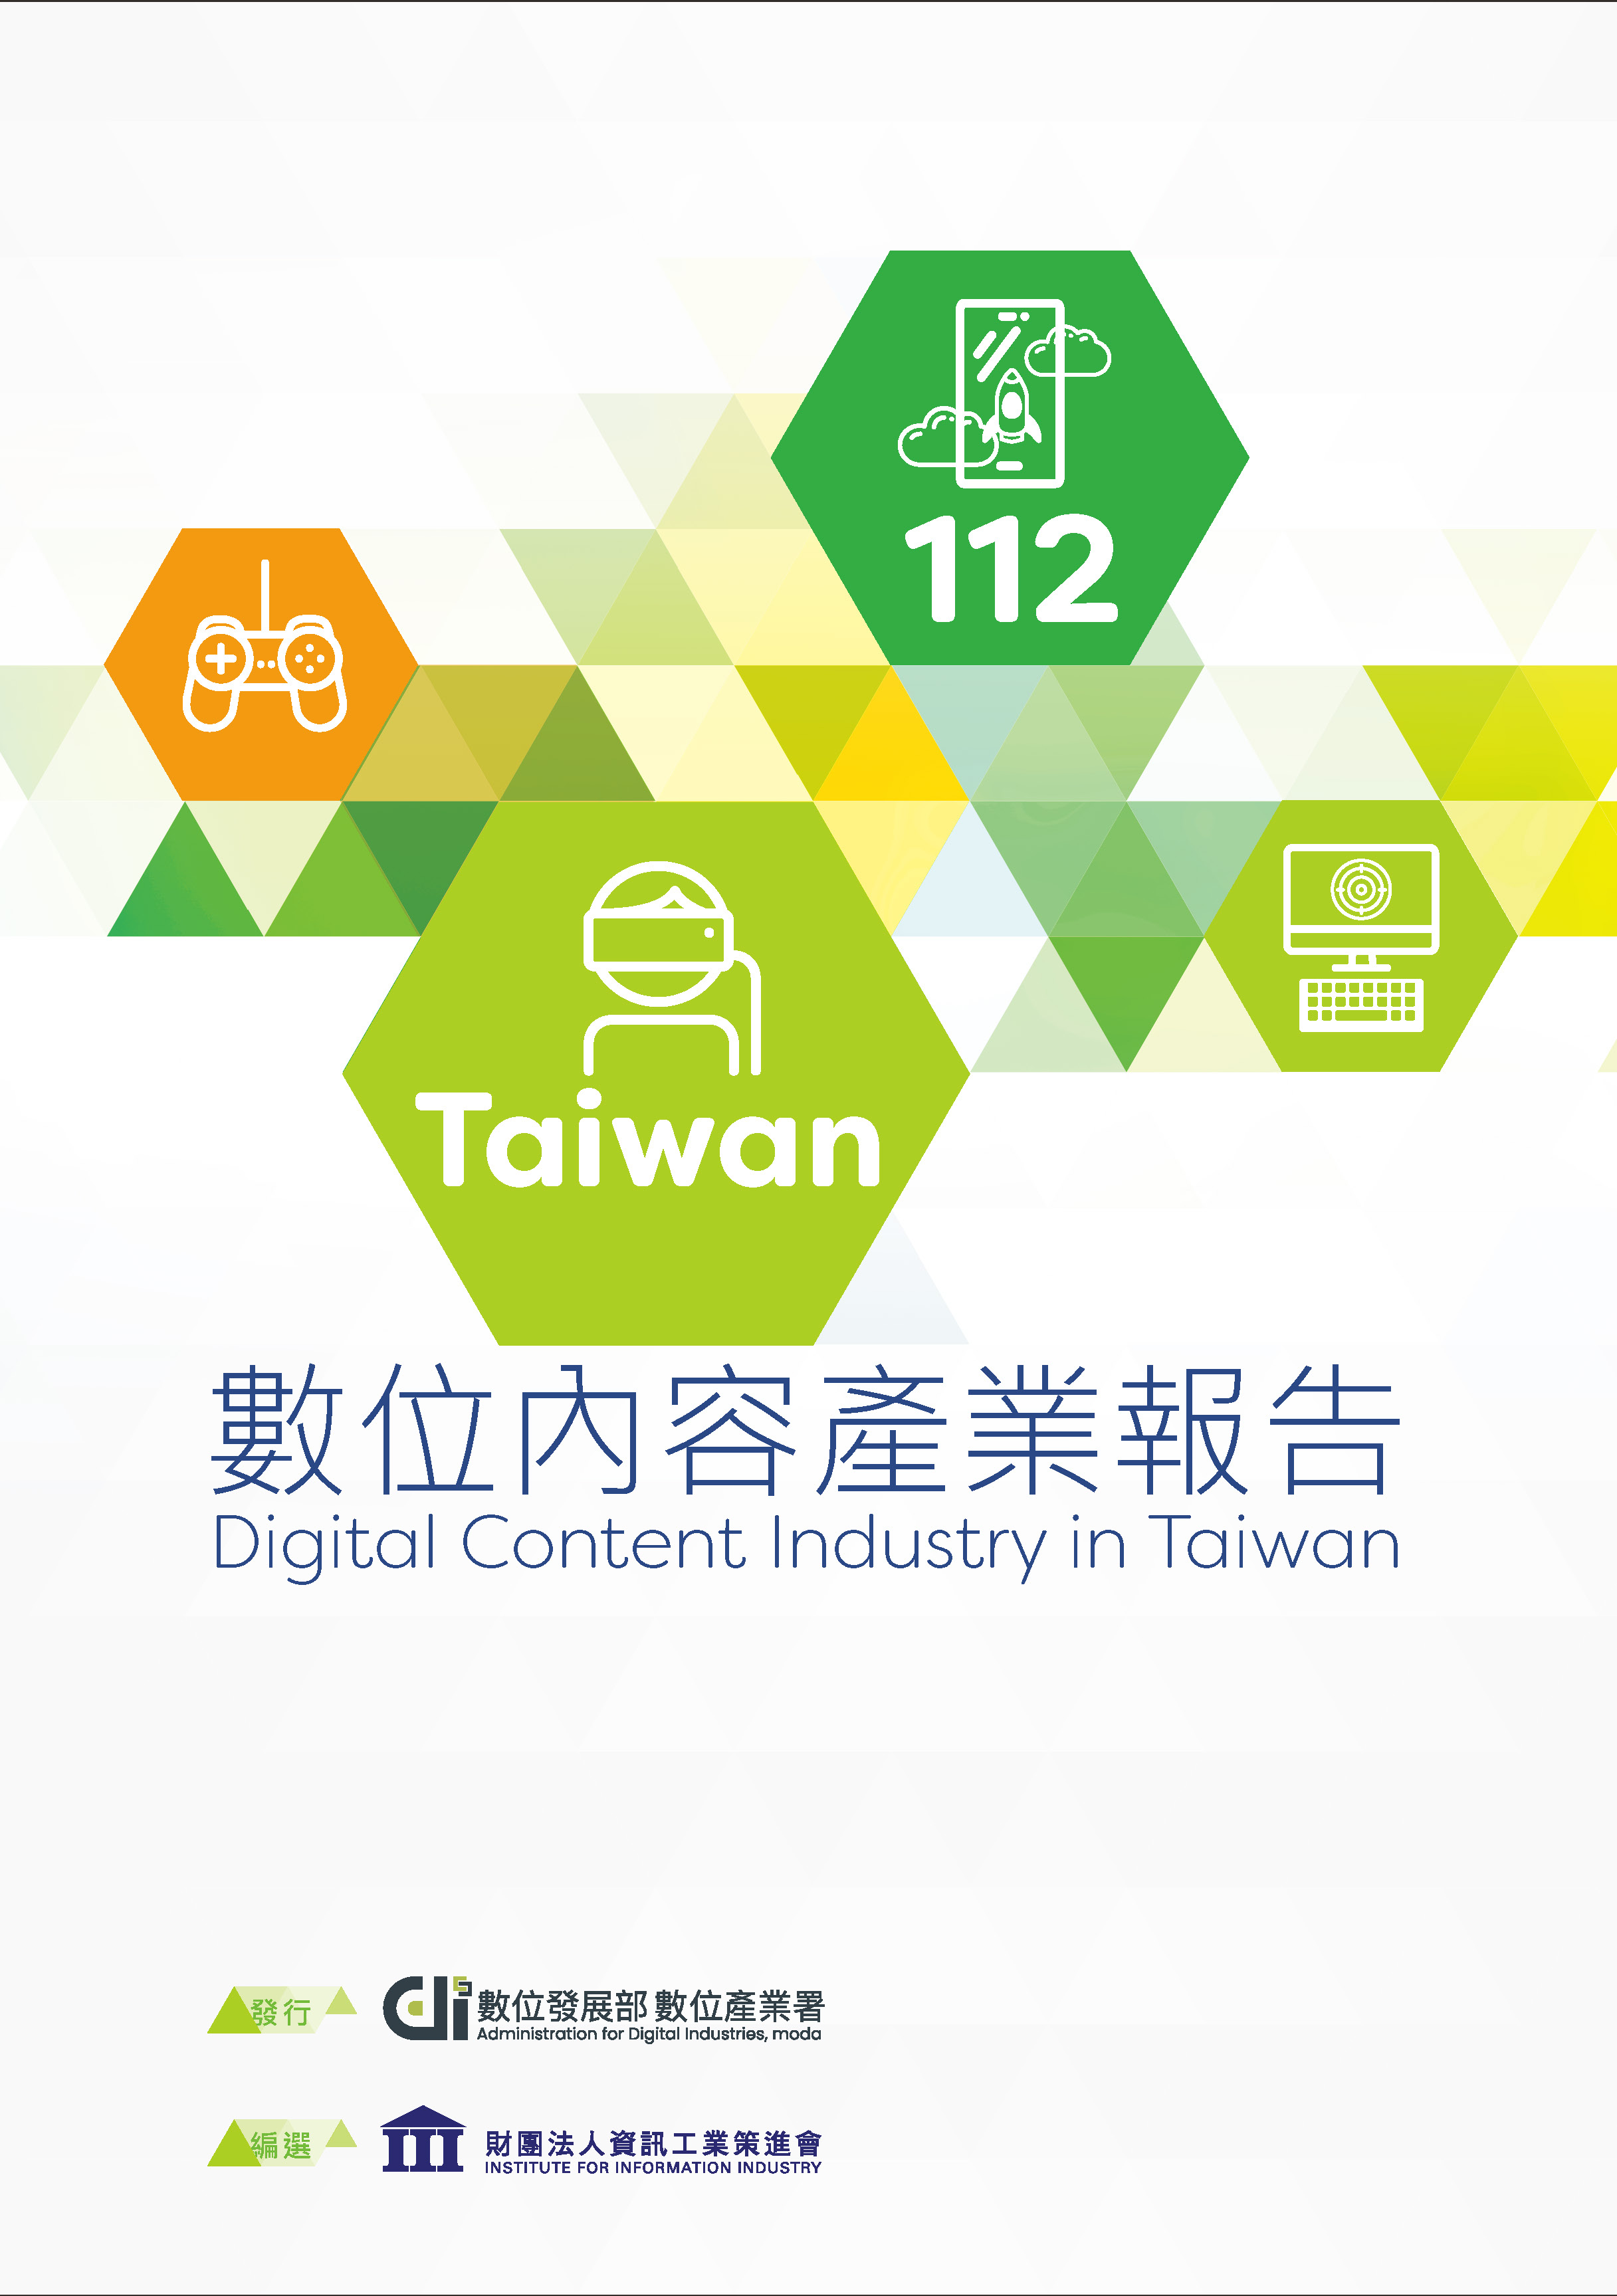 112
Taiwan
數位內容產業報告
Digital Content Industry in Taiwan
發行
數位發展部 數位產業署
Administration for Digital Industries, moda
編選
財團法人資訊工業策進會
INSTITUTE FOR INFORMATION INDUSTRY